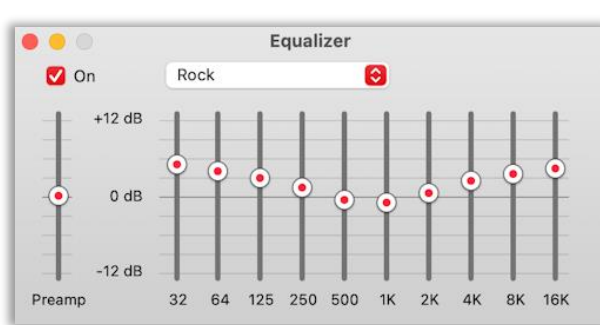 Equalizer
On
Rock
+12 dB
0 dB
-12 dB
Preamp 32 64 125 250 500 1K 2K 4K 8K 16K